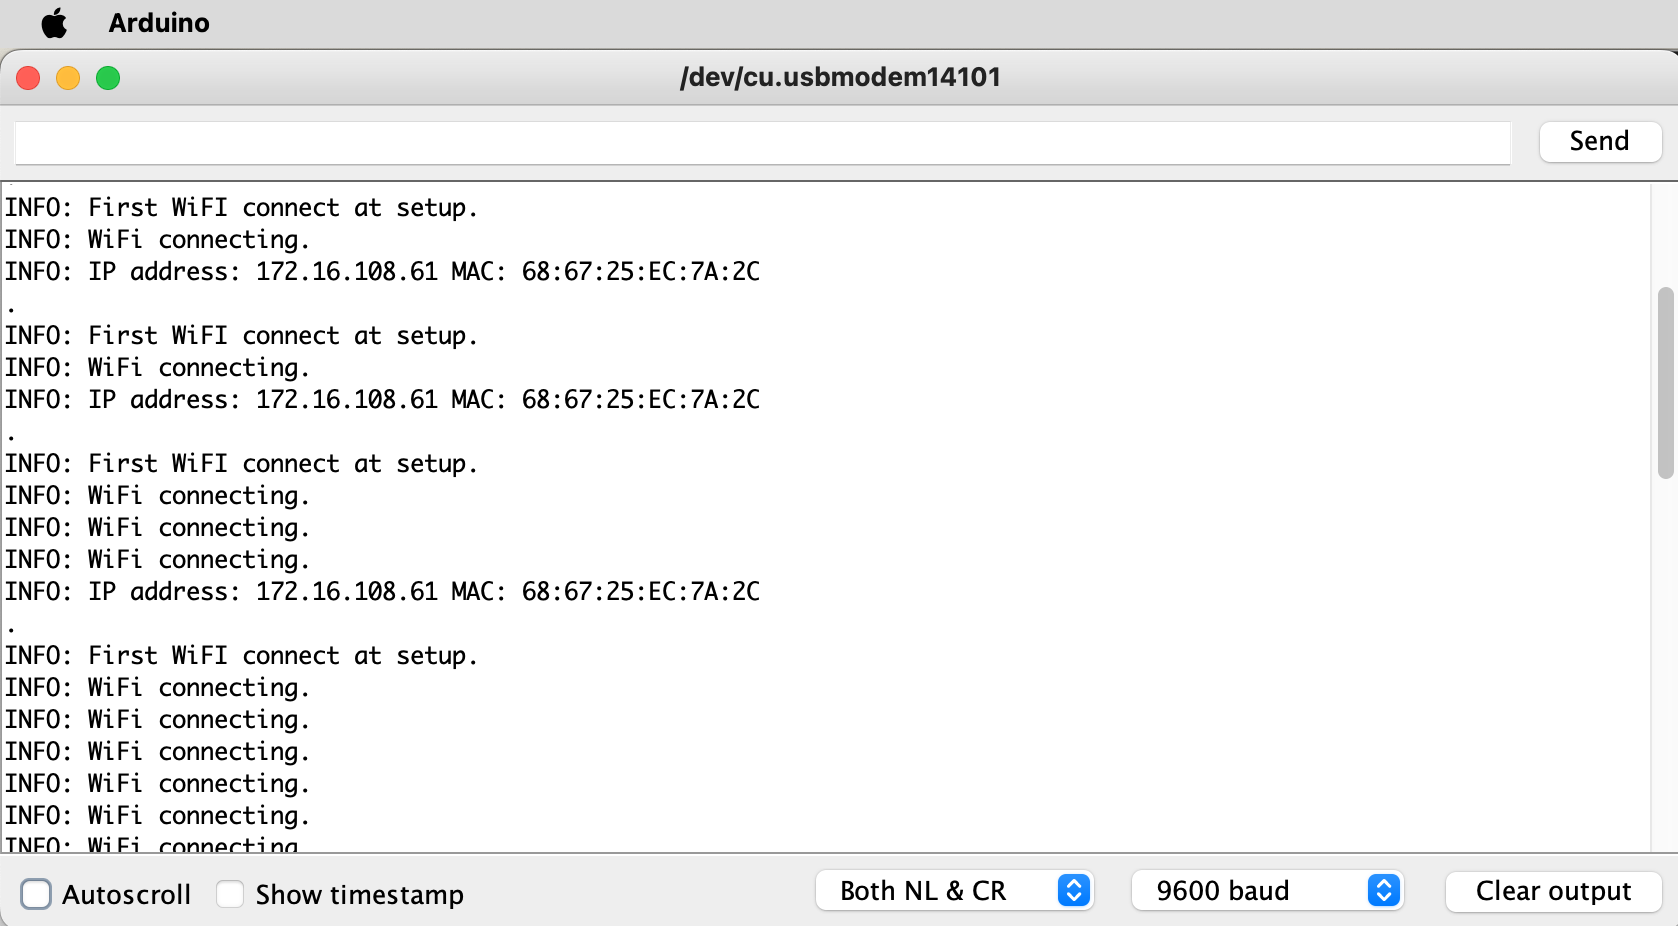 Arduino
/dev/cu.usbmodem14101
Send
INFO: First WiFI connect at setup.
INFO: WiFi connecting.
INFO: IP address: 172.16.108.61 MAC: 68:67:25:EC:7A:2C
.
INFO: First WiFI connect at setup.
INFO: WiFi connecting.
INFO: IP address: 172.16.108.61 MAC: 68:67:25:EC:7A:2C
.
INFO: First WiFI connect at setup.
INFO: WiFi connecting.
INFO: WiFi connecting.
INFO: WiFi connecting.
INFO: IP address: 172.16.108.61 MAC: 68:67:25:EC:7A:2C
.
INFO: First WiFI connect at setup.
INFO: WiFi connecting.
INFO: WiFi connecting.
INFO: WiFi connecting.
INFO: WiFi connecting.
INFO: WiFi connecting.
INFO: WiFi connecting
Autoscroll Show timestamp Both NL & CR 9600 baud Clear output